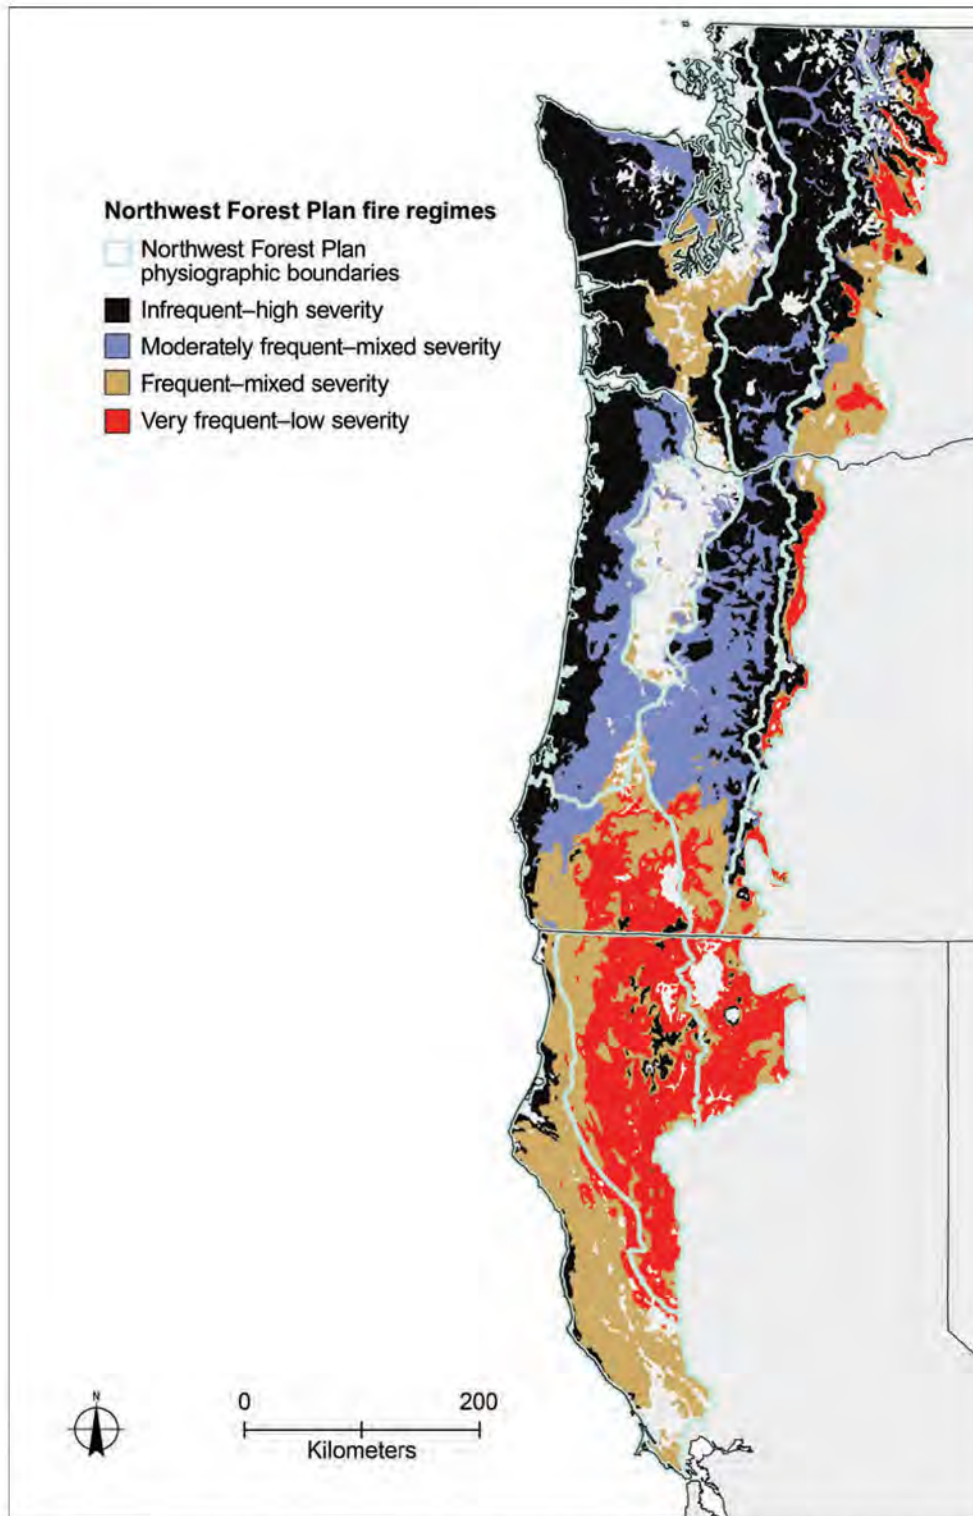 Northwest Forest Plan fire regimes
Northwest Forest Plan
physiographic boundaries
Infrequent–high severity
Moderately frequent–mixed severity
Frequent–mixed severity
Very frequent–low severity
N
0 200
Kilometers